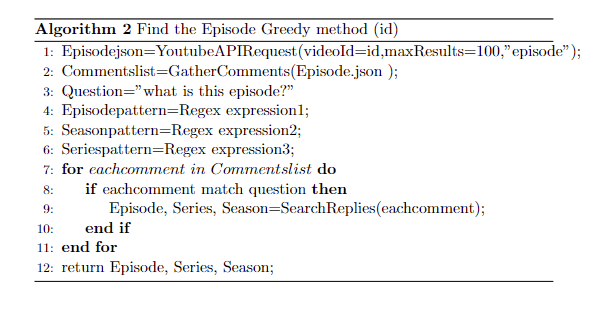 Algorithm 2 Find the Episode Greedy method (id)
1: Episodejson=YoutubeAPIRequest(videoId=id,maxResults=100,"episode");
2: Commentslist=GatherComments(Episode.json );
3: Question="what is this episode?"
4: Episodepattern=Regex expression1;
5: Seasonpattern=Regex expression2;
6: Seriespattern=Regex expression3;
7: for eachcomment in Commentslist do
8: if eachcomment match question then
9: Episode, Series, Season=SearchReplies(eachcomment);
10: end if
11: end for
12: return Episode, Series, Season;